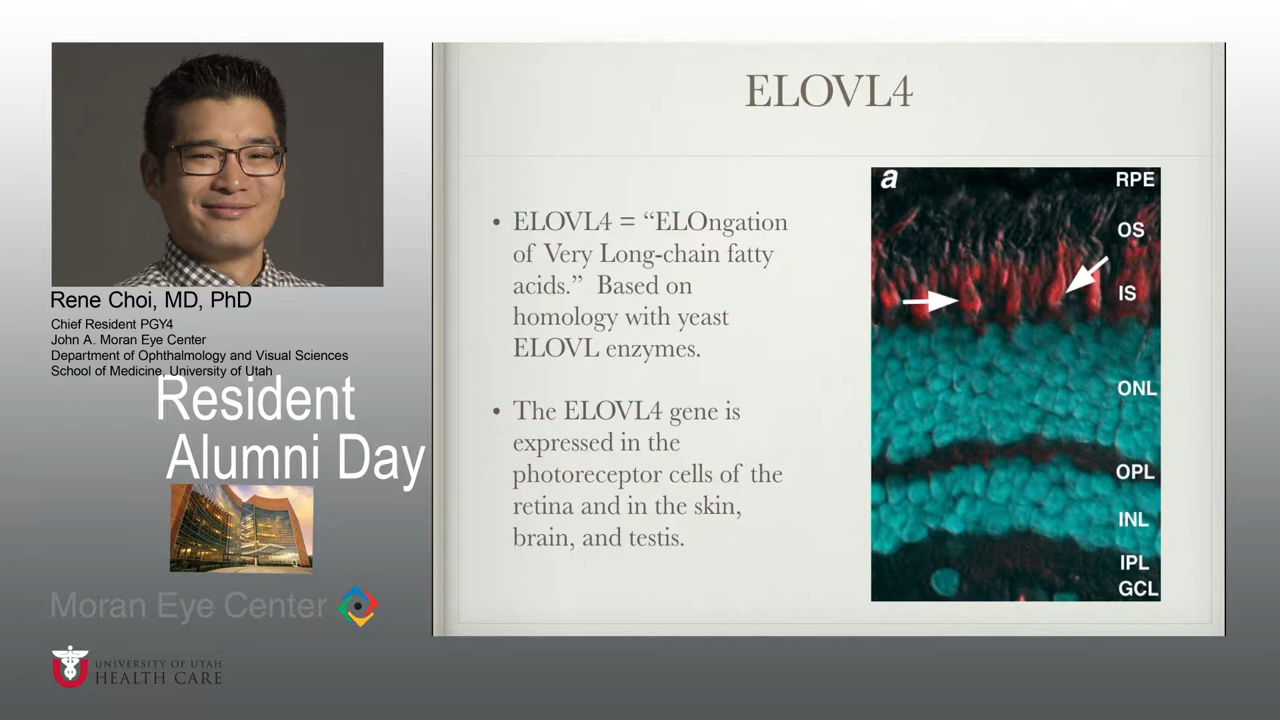 Rene Choi, MD, PhD
Chief Resident PGY4
John A. Moran Eye Center
Department of Ophthalmology and Visual Sciences
School of Medicine, University of Utah
Resident
Alumni Day
Moran Eye Center
UNIVERSITY OF UTAH
HEALTH CARE
ELOVL4
• ELOVL4 = “ELOngation
of Very Long-chain fatty
acids.” Based on
homology with yeast
ELOVL enzymes.
• The ELOVL4 gene is
expressed in the
photoreceptor cells of the
retina and in the skin,
brain, and testis.
a
RPE
OS
IS
ONL
OPL
INL
IPL
GCL